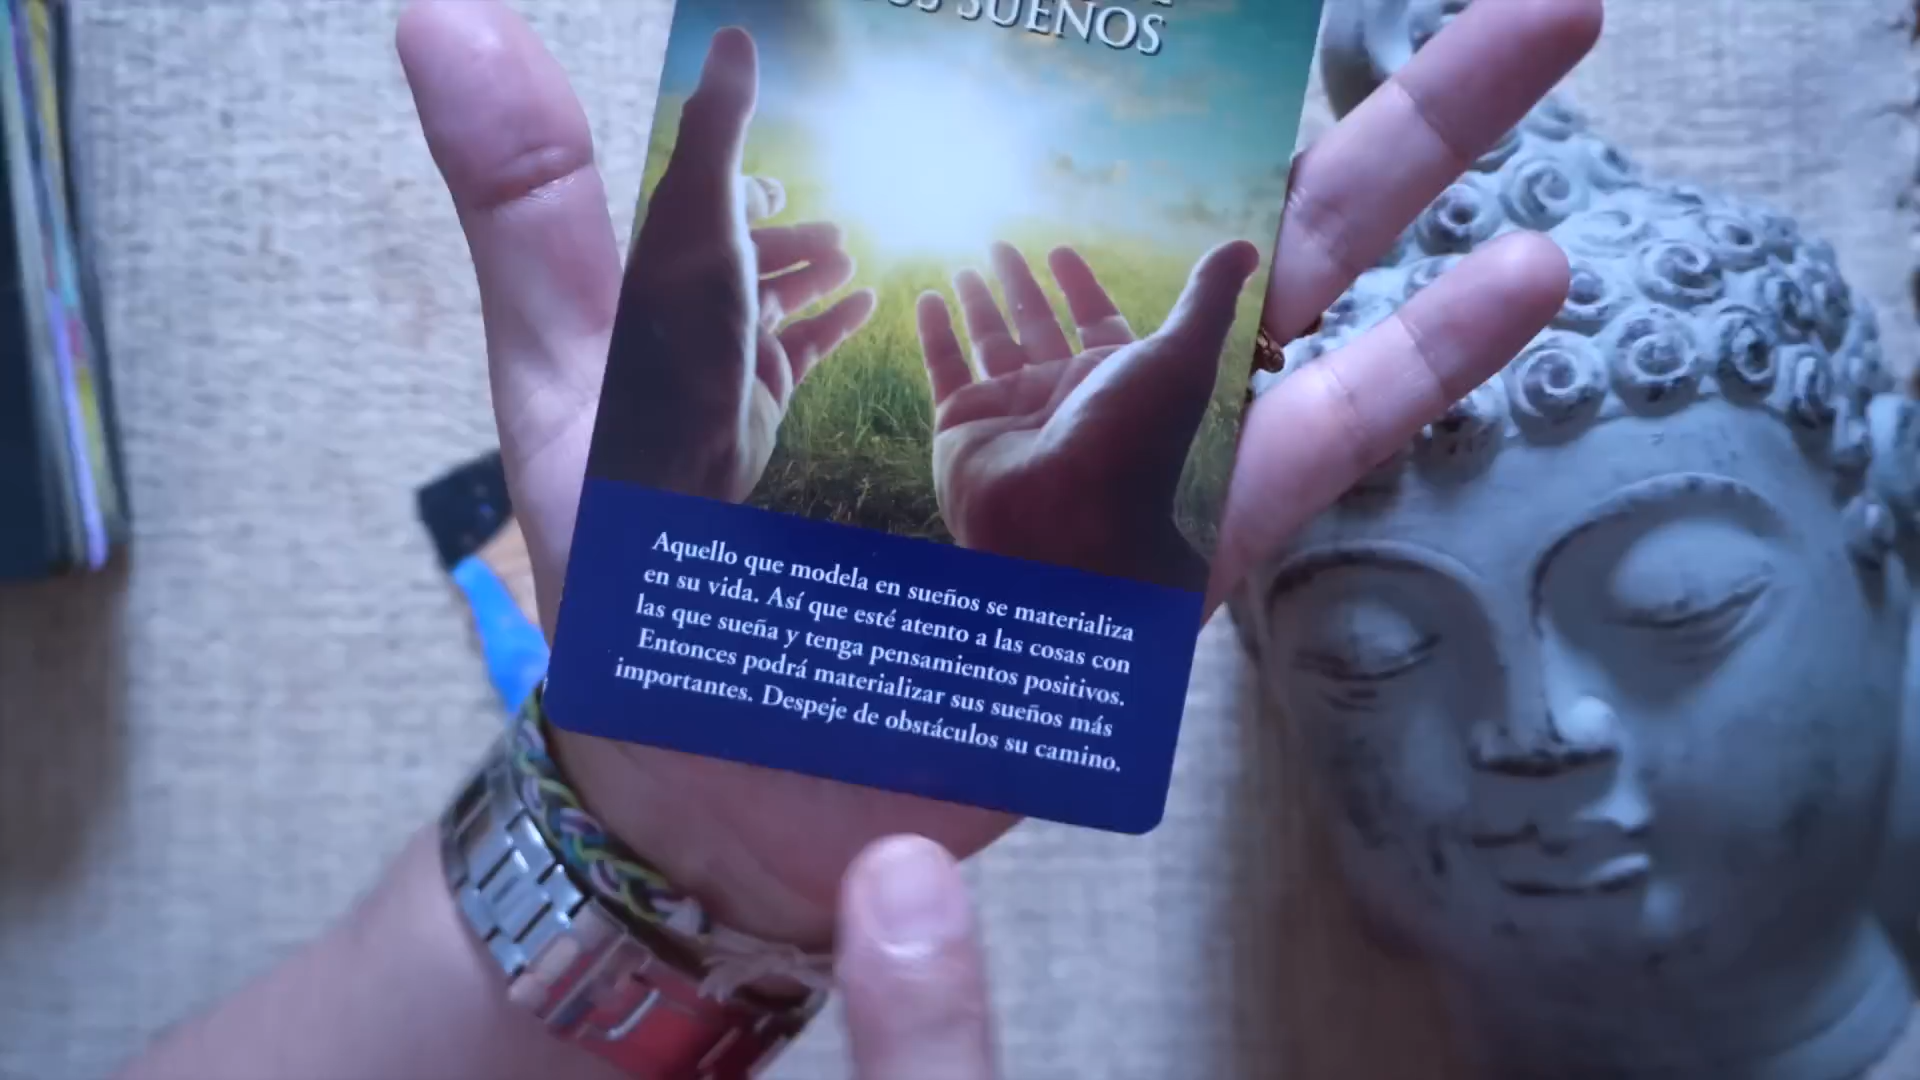 SUS SUEÑOS
Aquello que modela en sueños se materializa
en su vida. Así que esté atento a las cosas con
las que sueña y tenga pensamientos positivos.
Entonces podrá materializar sus sueños más
importantes. Despeje de obstáculos su camino.